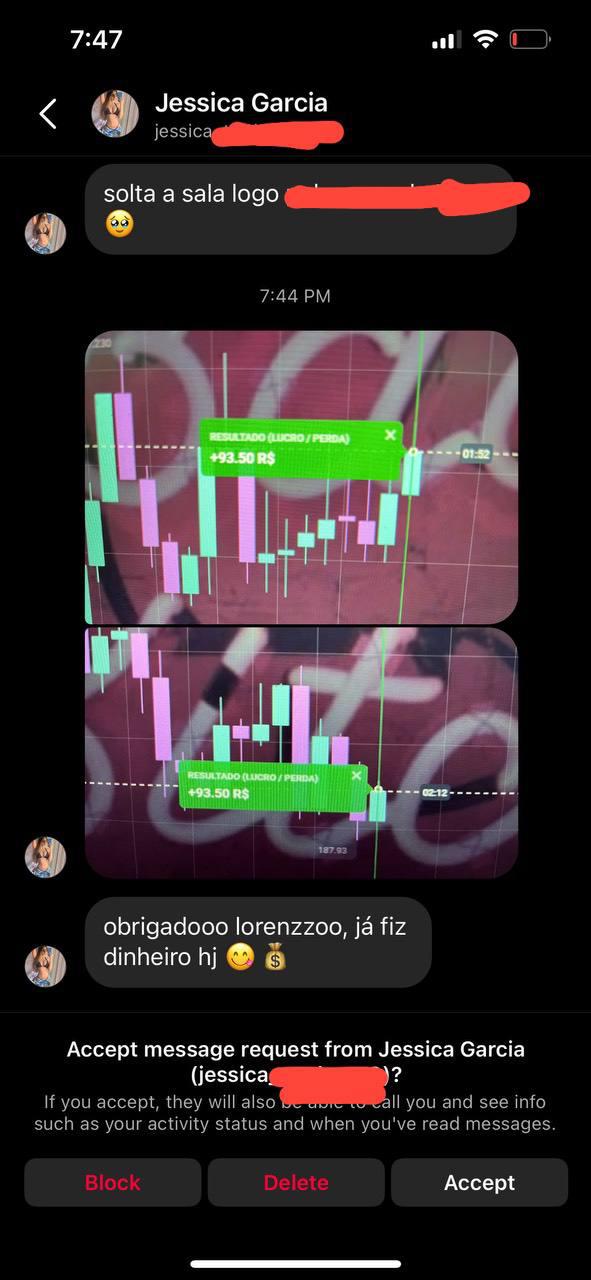 7:47
Jessica Garcia
jessica
solta a sala logo
🥹
7:44 PM
.230
RESULTADO (LUCRO / PERDA)
+93.50 R$
01:52
RESULTADO (LUCRO / PERDA)
+93.50 R$
02:12
187.93
obrigadooo lorenzzoo, já fiz
dinheiro hj 😋 💰
Accept message request from Jessica Garcia
(jessica_)?
If you accept, they will also be able to call you and see info
such as your activity status and when you've read messages.
Block
Delete
Accept